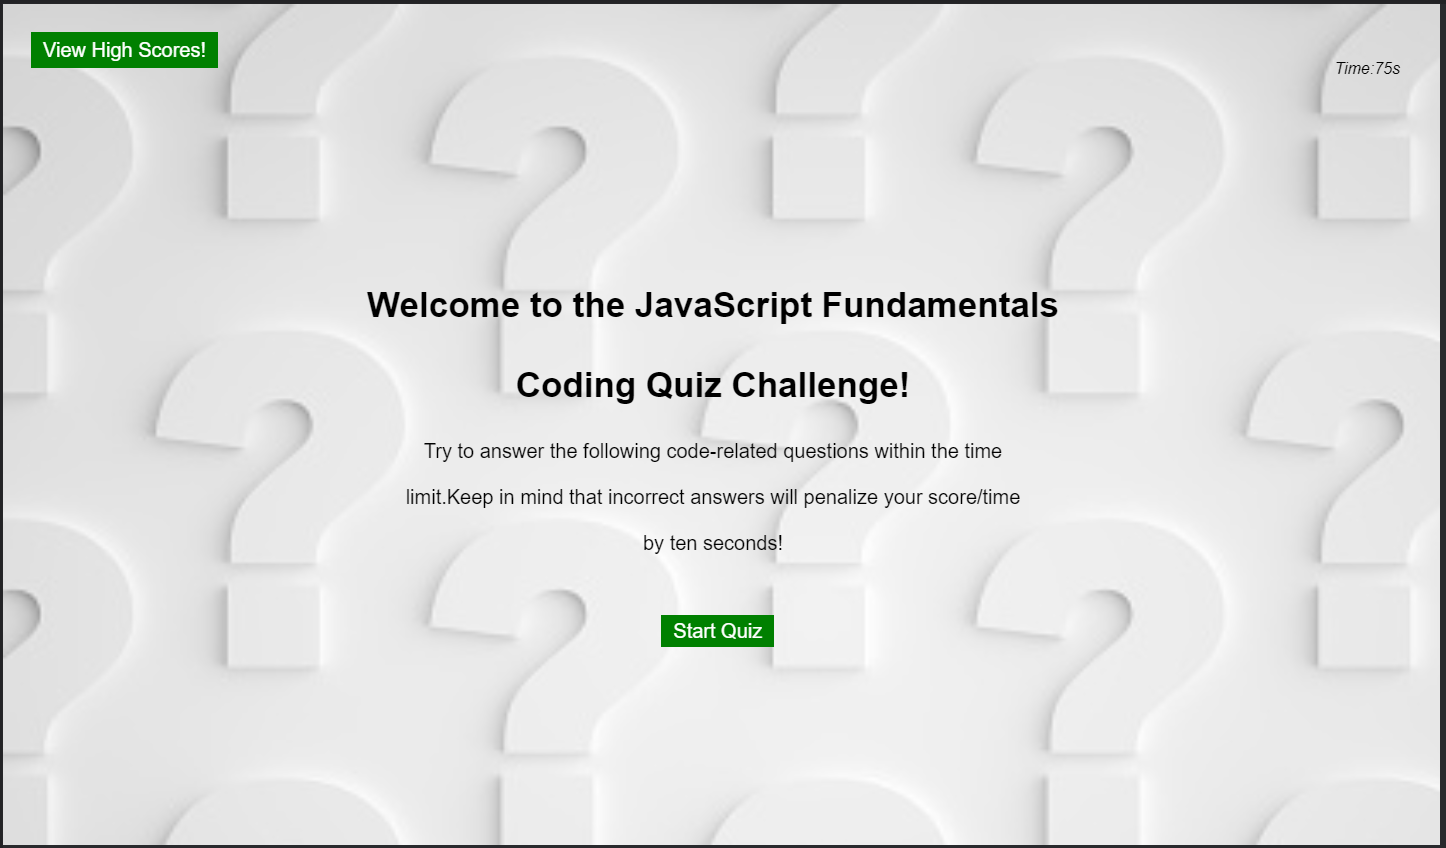 View High Scores!
Time:75s
Welcome to the JavaScript Fundamentals
Coding Quiz Challenge!
Try to answer the following code-related questions within the time
limit.Keep in mind that incorrect answers will penalize your score/time
by ten seconds!
Start Quiz